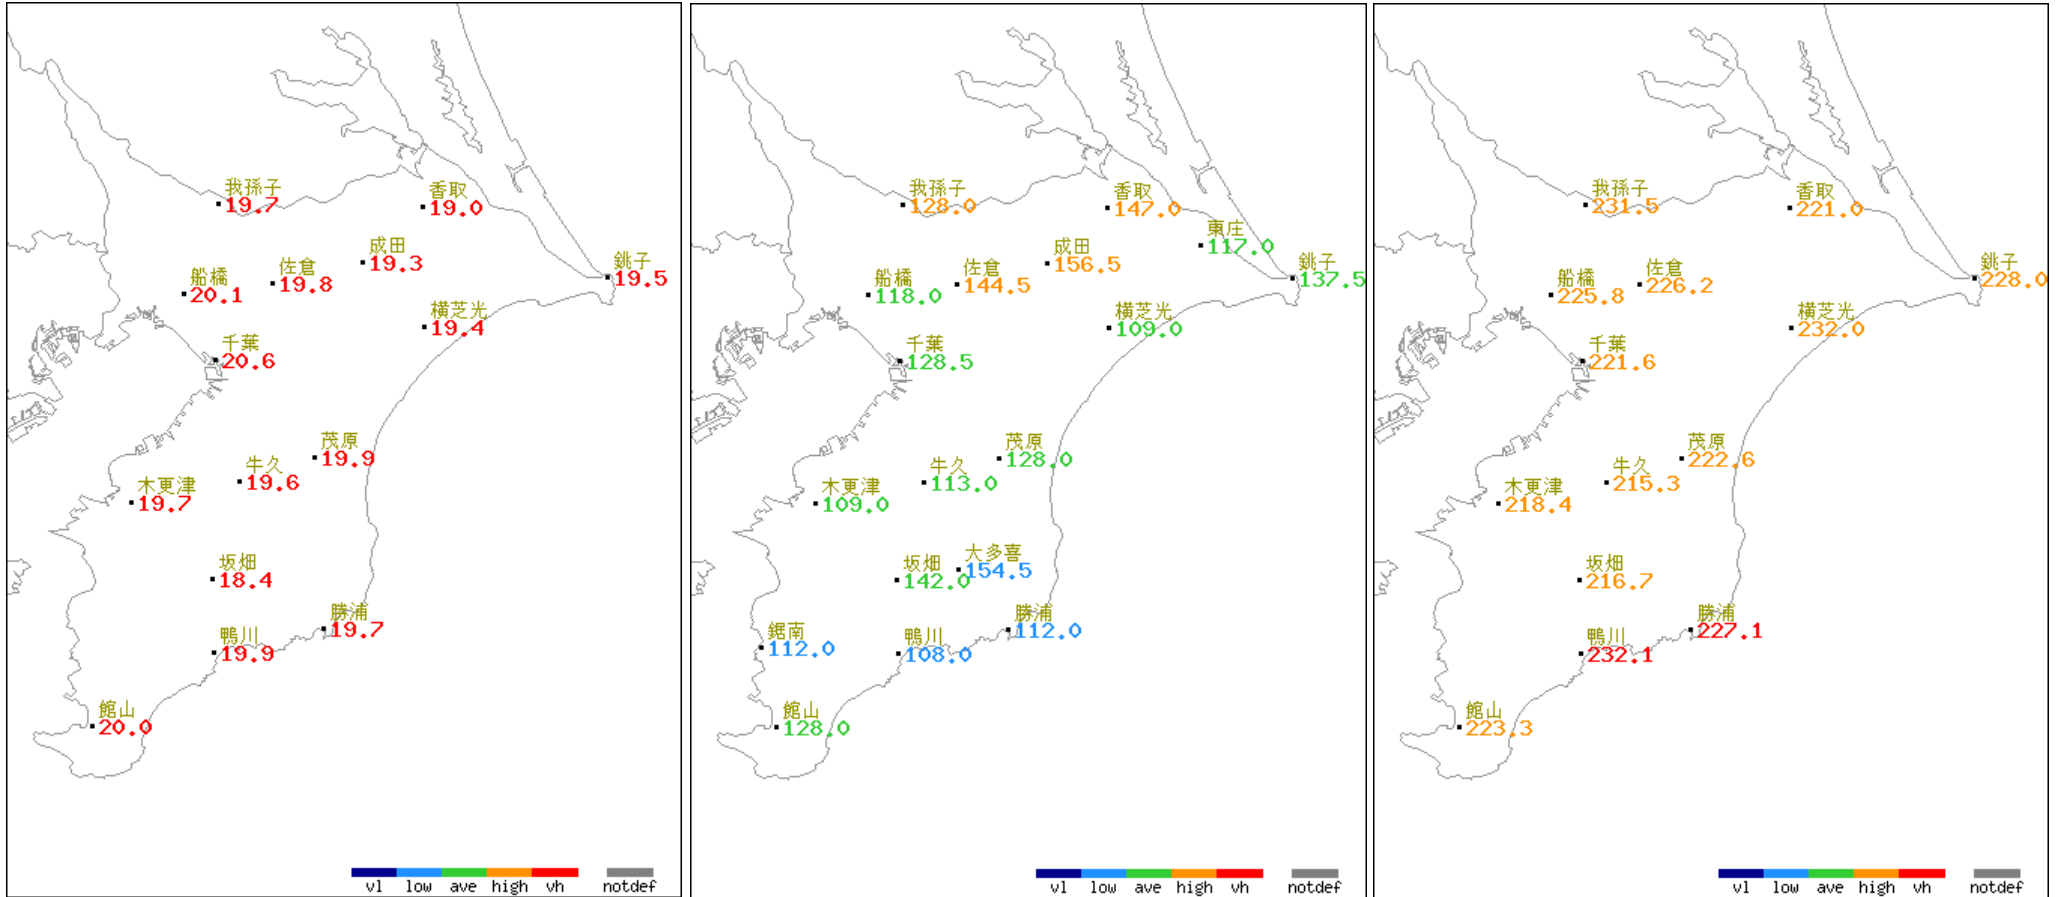 我孫子
19.7
香取
19.0
成田
19.3
佐倉
19.8
船橋
20.1
銚子
19.5
横芝光
19.4
千葉
20.6
茂原
19.9
牛久
19.6
木更津
19.7
坂畑
18.4
勝浦
19.7
鴨川
19.9
館山
20.0
vl low ave high vh notdef
我孫子
128.0
香取
147.0
東庄
117.0
成田
156.5
佐倉
144.5
船橋
118.0
銚子
137.5
横芝光
109.0
千葉
128.5
茂原
128.0
牛久
113.0
木更津
109.0
大多喜
154.5
坂畑
142.0
勝浦
112.0
鋸南
112.0
鴨川
108.0
館山
128.0
vl low ave high vh notdef
我孫子
231.5
香取
221.0
佐倉
226.2
船橋
225.8
銚子
228.0
横芝光
232.0
千葉
221.6
茂原
222.6
牛久
215.3
木更津
218.4
坂畑
216.7
勝浦
227.1
鴨川
232.1
館山
223.3
vl low ave high vh notdef